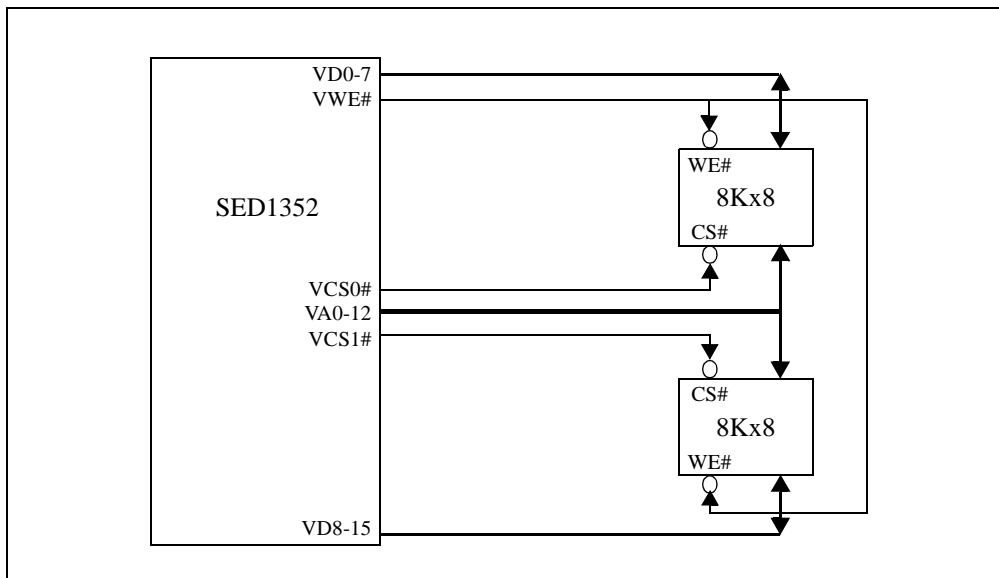 VD0-7
VWE#
WE#
8Kx8
SED1352
CS#
VCS0#
VA0-12
VCS1#
CS#
8Kx8
WE#
VD8-15